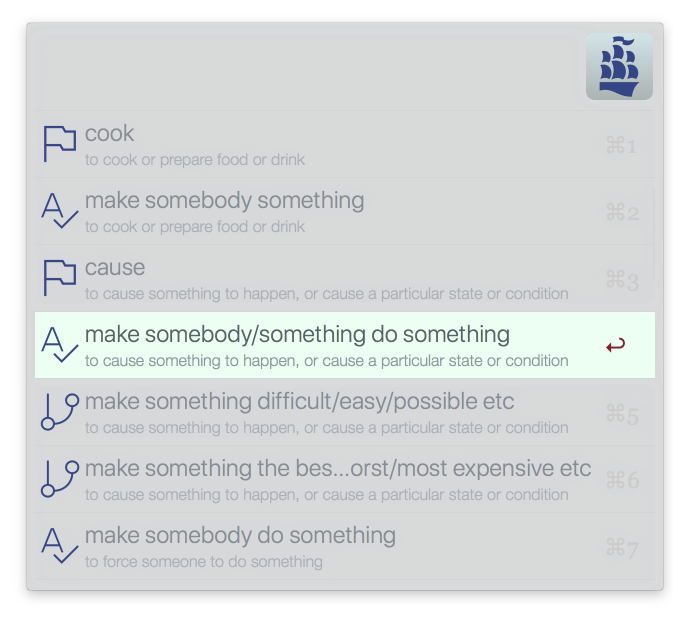 cook
to cook or prepare food or drink
⌘1
make somebody something
to cook or prepare food or drink
⌘2
cause
to cause something to happen, or cause a particular state or condition
⌘3
make somebody/something do something
to cause something to happen, or cause a particular state or condition
make something difficult/easy/possible etc
to cause something to happen, or cause a particular state or condition
⌘5
make something the bes...orst/most expensive etc
to cause something to happen, or cause a particular state or condition
⌘6
make somebody do something
to force someone to do something
⌘7